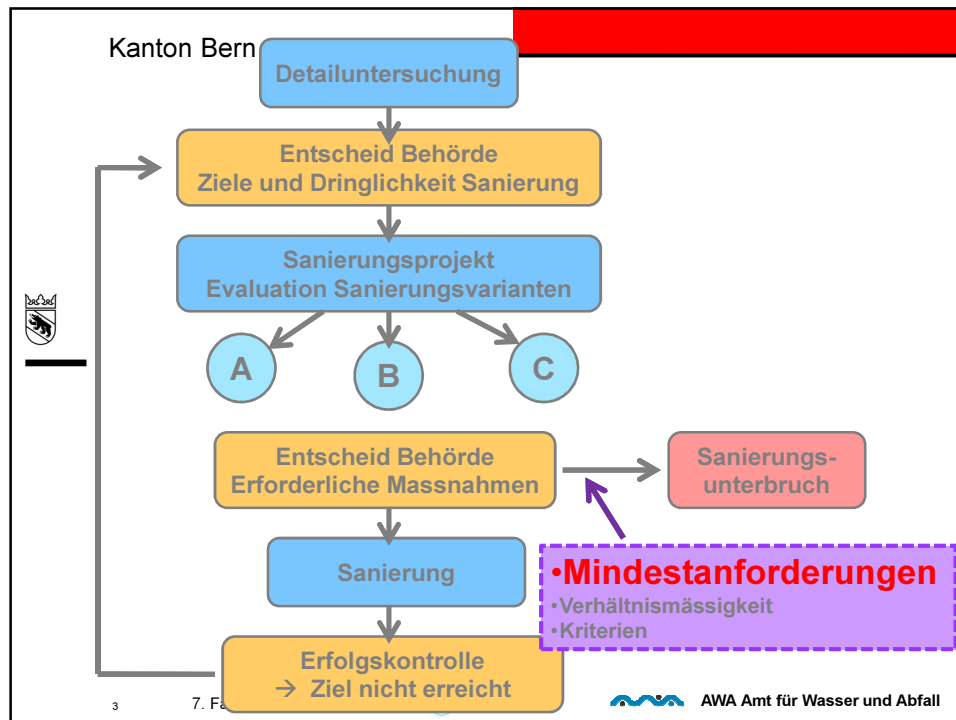 Kanton Bern
Detailuntersuchung
Entscheid Behörde
Ziele und Dringlichkeit Sanierung
Sanierungsprojekt
Evaluation Sanierungsvarianten
A
B
C
Entscheid Behörde
Erforderliche Massnahmen
Sanierungs-
unterbruch
Sanierung
•Mindestanforderungen
•Verhältnismässigkeit
•Kriterien
Erfolgskontrolle
→ Ziel nicht erreicht
3
7.
AWA Amt für Wasser und Abfall